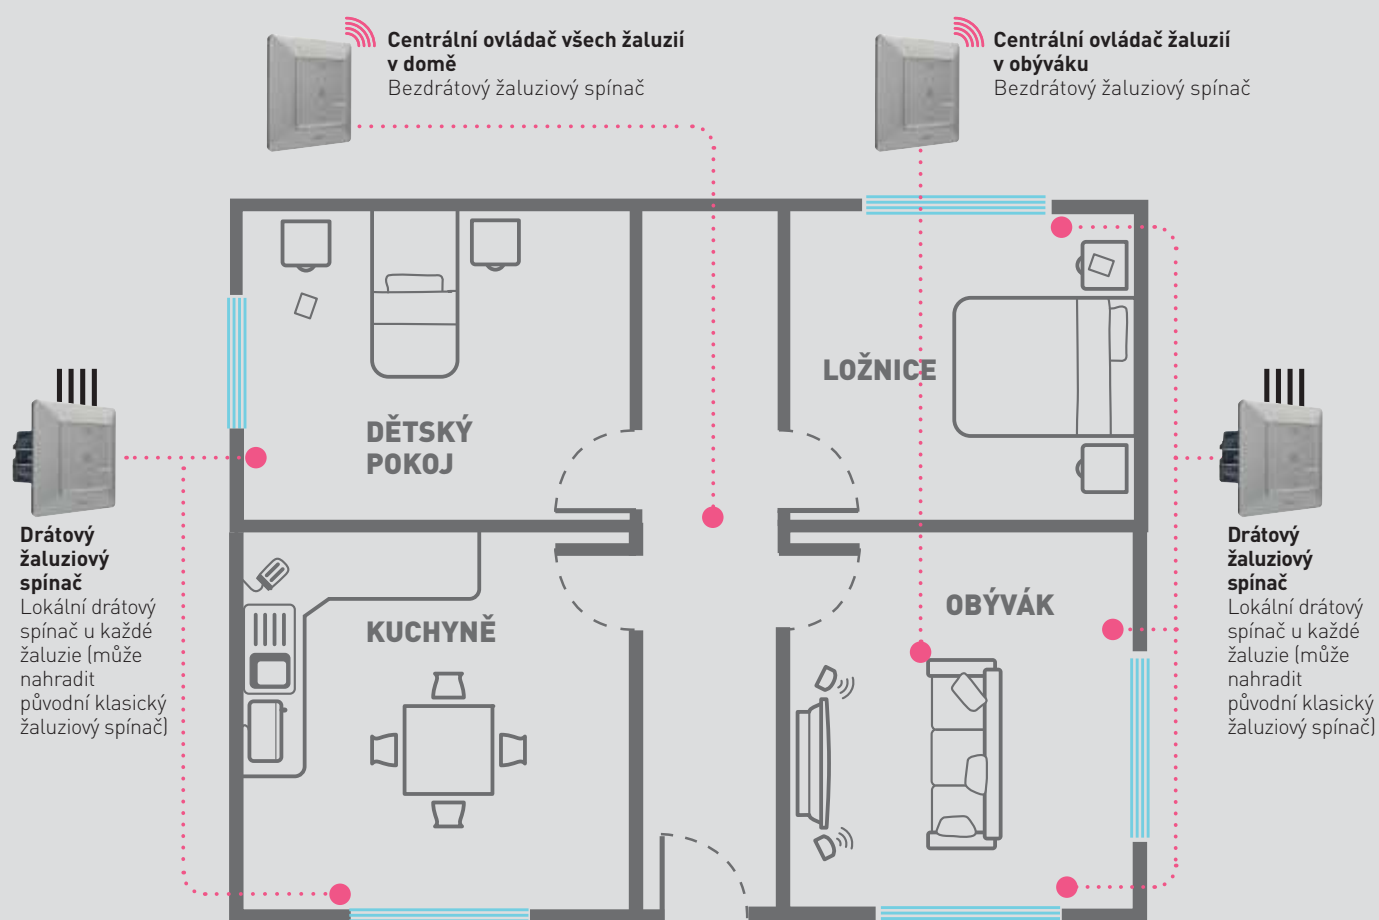 Centrální ovládač všech žaluzií
v domě
Bezdrátový žaluziový spínač
Centrální ovládač žaluzií
v obýváku
Bezdrátový žaluziový spínač
LOŽNICE
DĚTSKÝ
POKOJ
Drátový
žaluziový
spínač
Lokální drátový
spínač u každé
žaluzie (může
nahradit
původní klasický
žaluziový spínač)
KUCHYNĚ
OBÝVÁK
Drátový
žaluziový
spínač
Lokální drátový
spínač u každé
žaluzie (může
nahradit
původní klasický
žaluziový spínač)